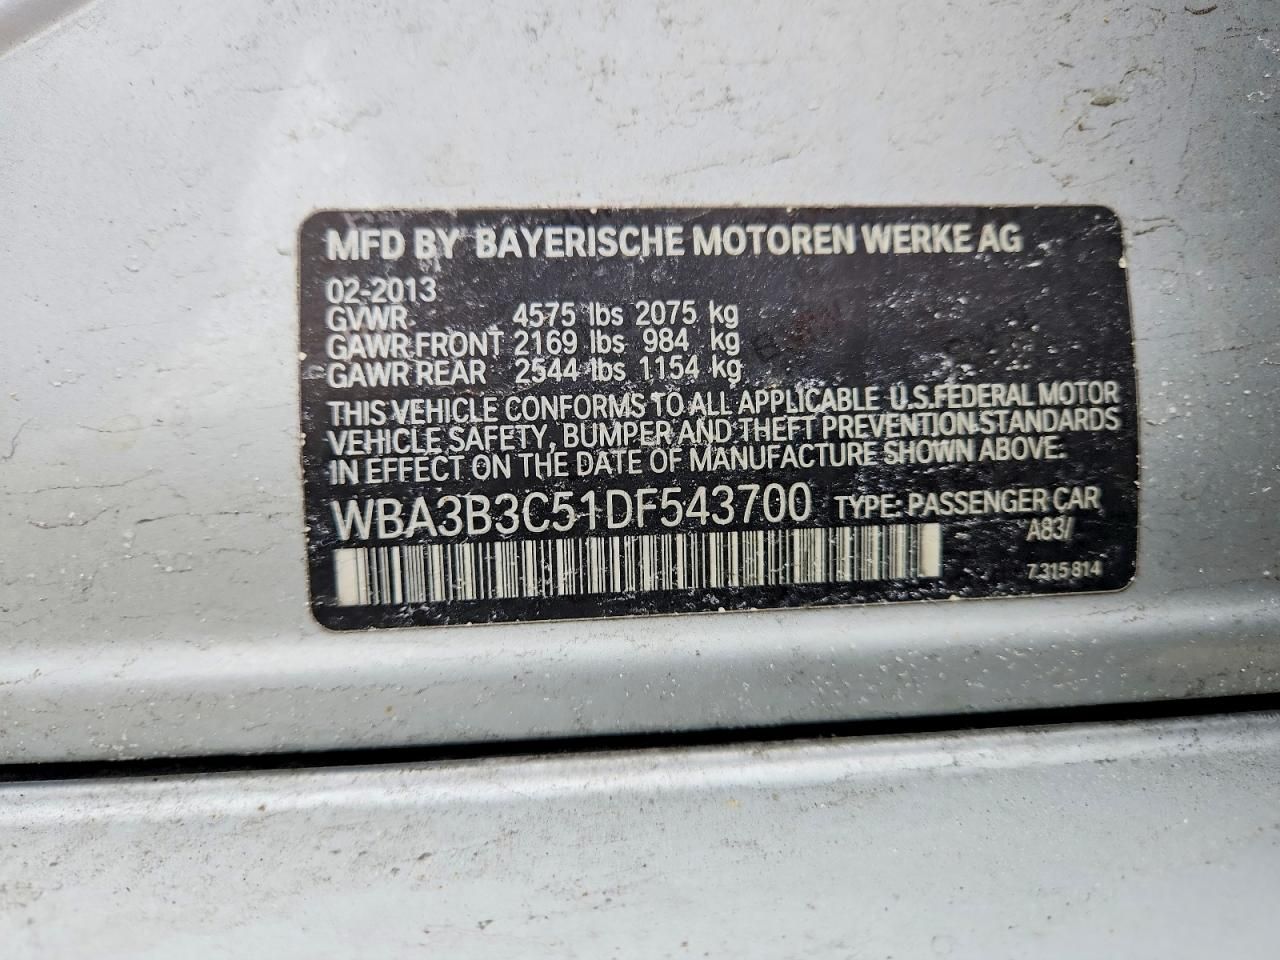 MFD BY BAYERISCHE MOTOREN WERKE AG
02-2013
GVWR 4575 lbs 2075 kg
GAWR FRONT 2169 lbs 984 kg
GAWR REAR 2544 lbs 1154 kg
THIS VEHICLE CONFORMS TO ALL APPLICABLE U.S. FEDERAL MOTOR
VEHICLE SAFETY, BUMPER AND THEFT PREVENTION STANDARDS
IN EFFECT ON THE DATE OF MANUFACTURE SHOWN ABOVE.
WBA3B3C51DF543700 TYPE: PASSENGER CAR
A83/
7 315 814